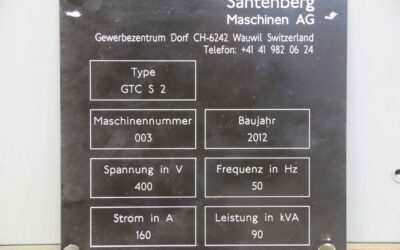 Santenberg
Maschinen AG
Gewerbezentrum Dorf CH-6242 Wauwil Switzerland
Telefon: +41 41 982 06 24
Type
GTC S 2
Maschinennummer
003
Baujahr
2012
Spannung in V
400
Frequenz in Hz
50
Strom in A
160
Leistung in kVA
90